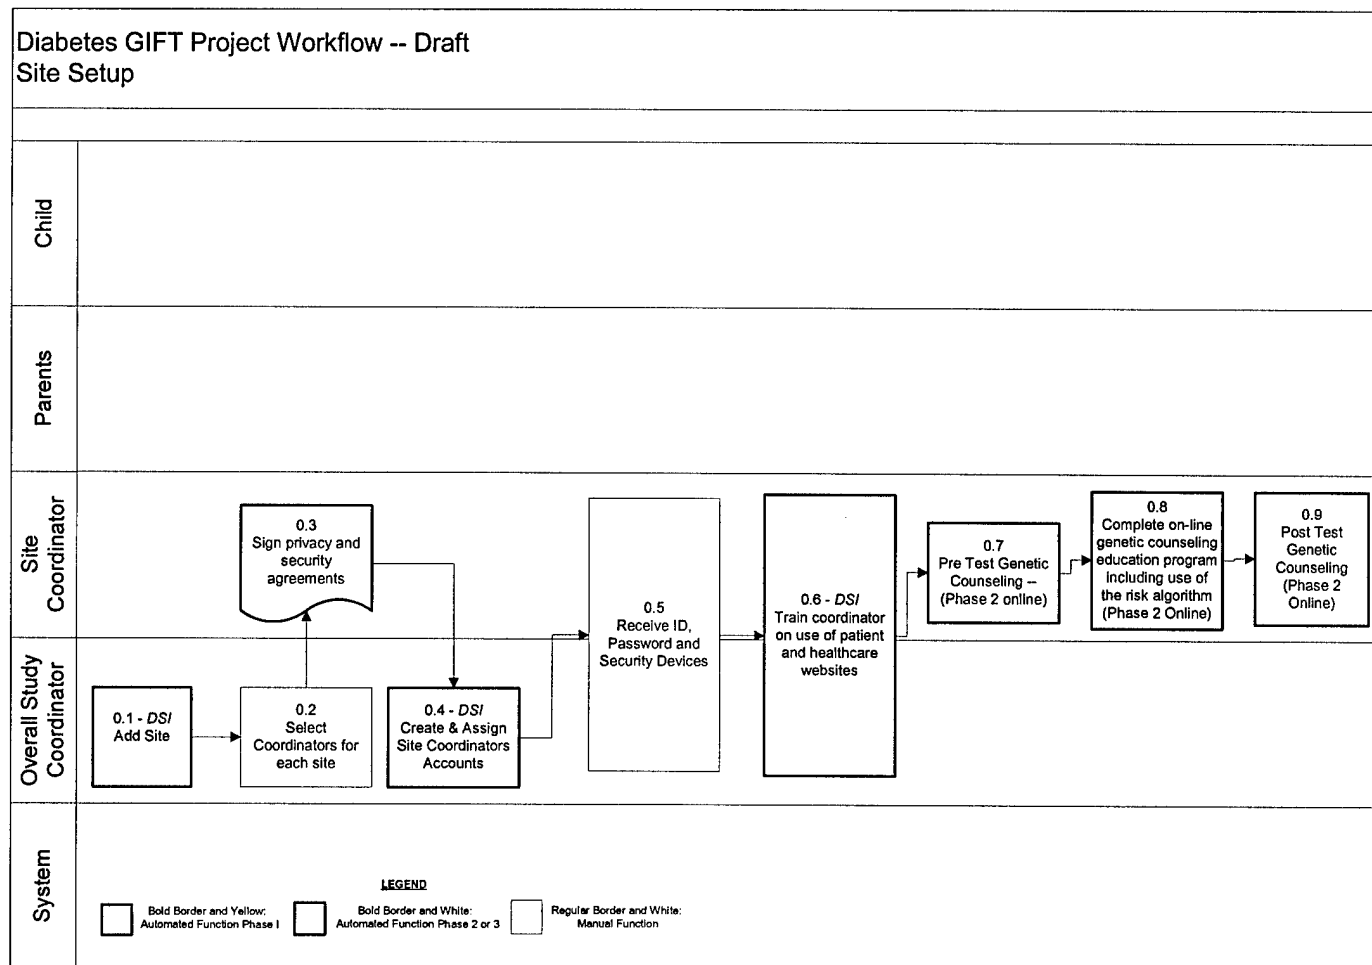 Diabetes GIFT Project Workflow -- Draft
Site Setup
Child
Parents
Site
Coordinator
0.3
Sign privacy and
security
agreements
0.5
Receive ID,
Password and
Security Devices
0.6 - DSI
Train coordinator
on use of patient
and healthcare
websites
0.7
Pre Test Genetic
Counseling --
(Phase 2 online)
0.8
Complete on-line
genetic counseling
education program
including use of
the risk algorithm
(Phase 2 Online)
0.9
Post Test
Genetic
Counseling
(Phase 2
Online)
Overall Study
Coordinator
0.1 - DSI
Add Site
0.2
Select
Coordinators for
each site
0.4 - DSI
Create & Assign
Site Coordinators
Accounts
System
LEGEND
Bold Border and Yellow:
Automated Function Phase I
Bold Border and White:
Automated Function Phase 2 or 3
Regular Border and White:
Manual Function